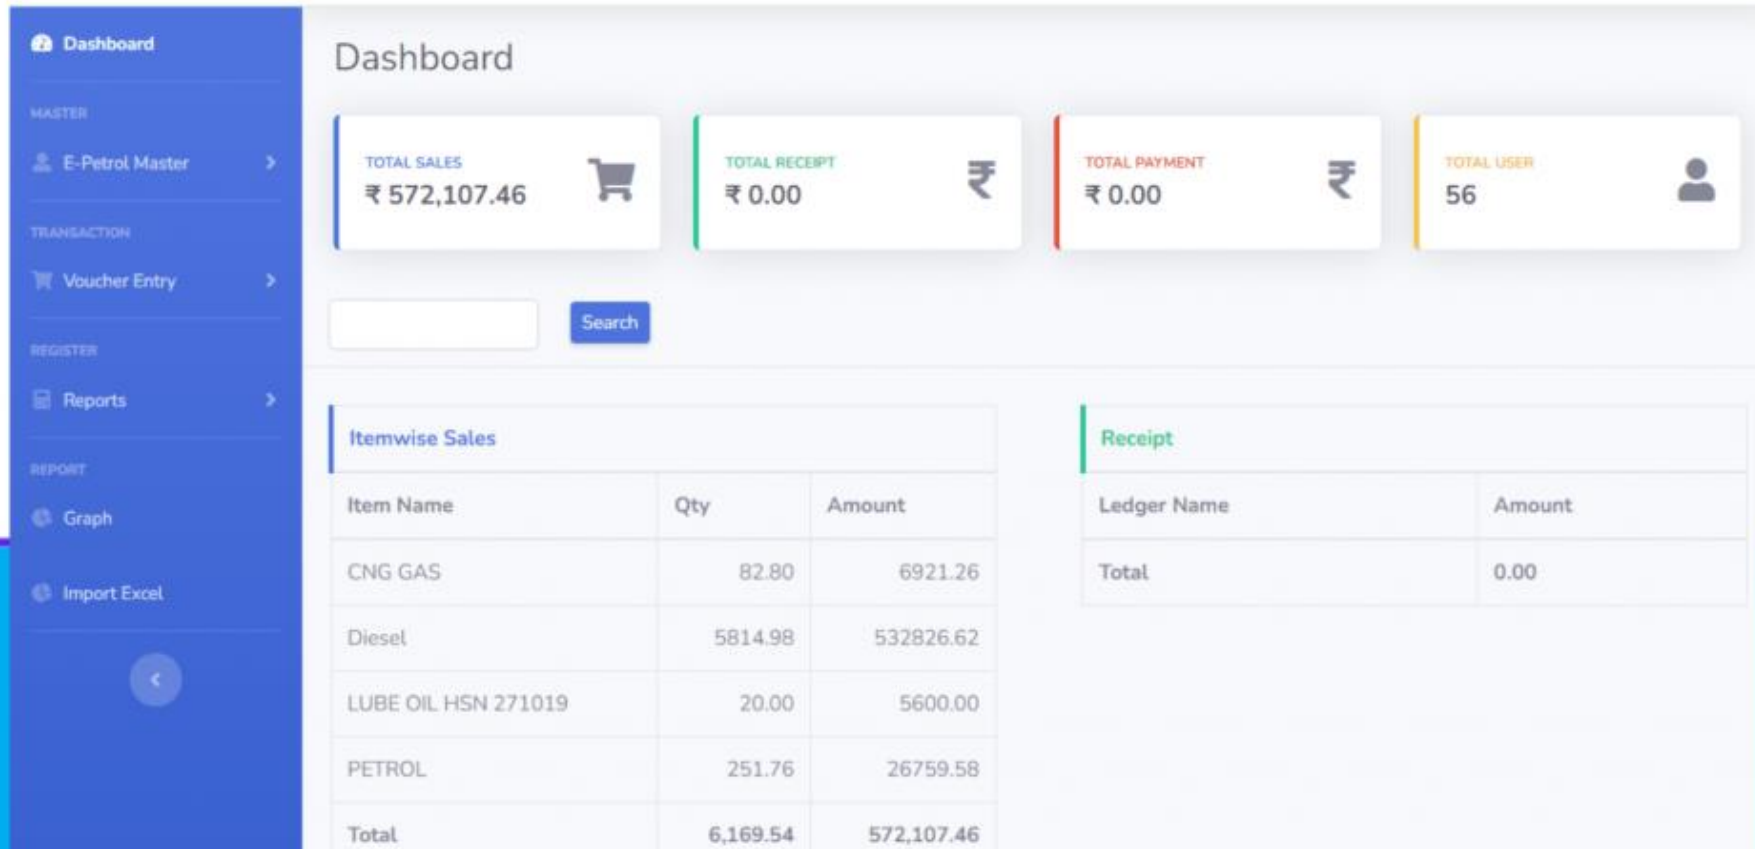 Dashboard
MASTER
E-Petrol Master
TRANSACTION
Voucher Entry
REGISTER
Reports
REPORT
Graph
Import Excel
Dashboard
TOTAL SALES
₹ 572,107.46
TOTAL RECEIPT
₹ 0.00
TOTAL PAYMENT
₹ 0.00
TOTAL USER
56
Search
Itemwise Sales
Item Name Qty Amount
CNG GAS 82.80 6921.26
Diesel 5814.98 532826.62
LUBE OIL HSN 271019 20.00 5600.00
PETROL 251.76 26759.58
Total 6,169.54 572,107.46
Receipt
Ledger Name Amount
Total 0.00